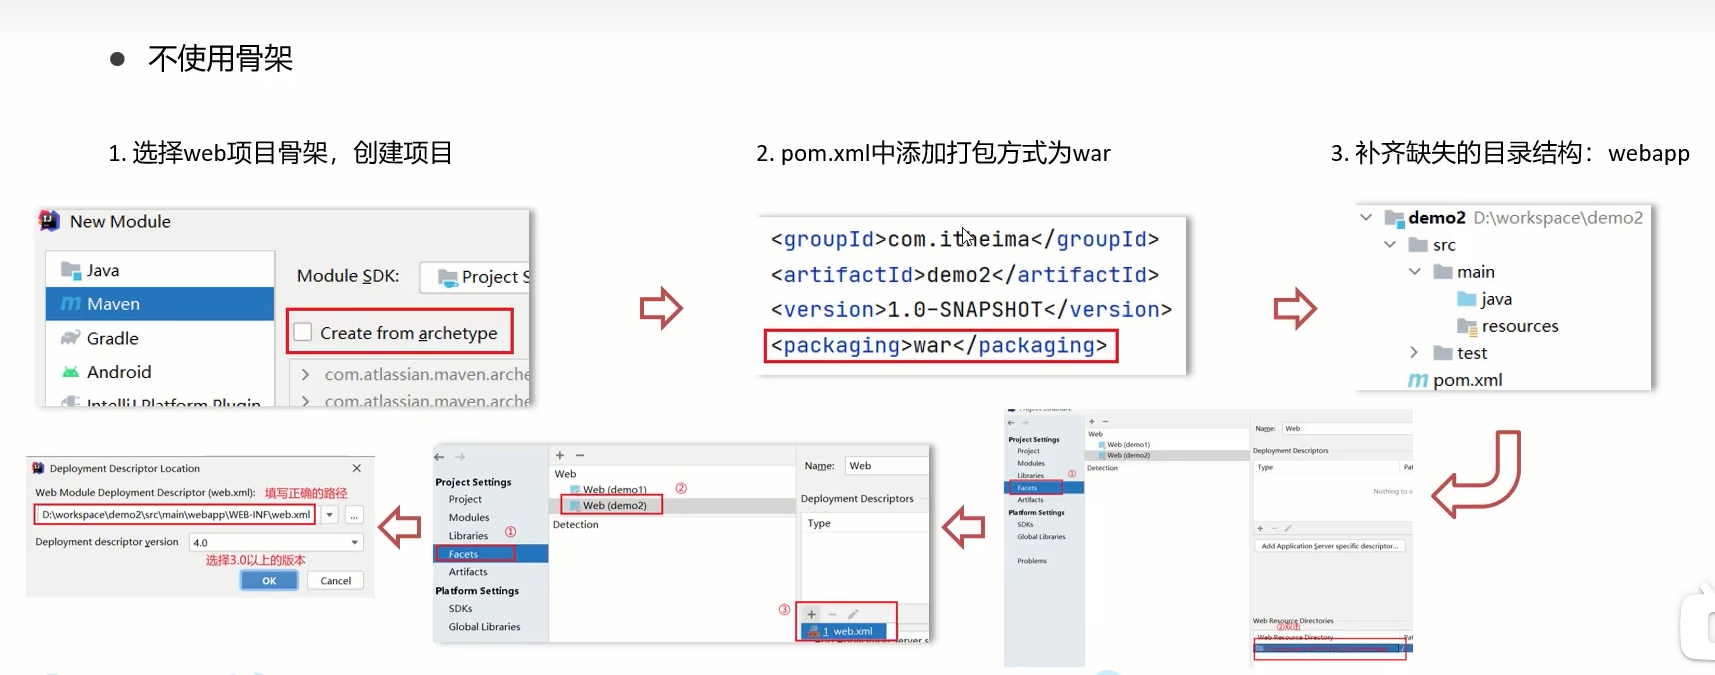 不使用骨架
1. 选择web项目骨架，创建项目
2. pom.xml中添加打包方式为war
3. 补齐缺失的目录结构：webapp
New Module
Java
Maven
Gradle
Android
IntelliJ Platform Plugin
Module SDK:
Project S
Create from archetype
com.atlassian.maven.arche
com.atlassian.maven.arche
<groupId>com.itheima</groupId>
<artifactId>demo2</artifactId>
<version>1.0-SNAPSHOT</version>
<packaging>war</packaging>
demo2 D:\workspace\demo2
src
main
java
resources
test
pom.xml
Project Structure
Project Settings
Project
Modules
Libraries
①
Facets
Artifacts
Platform Settings
SDKs
Global Libraries
Problems
Web
Web (demo1)
Web (demo2)
Detection
Name: Web
Deployment Descriptors
Type
Pat
Nothing to s
Add Application Server specific descriptor...
Web Resource Directories
②双击
Web Resource Directory
Pat
Project Settings
Project
Modules
Libraries
①
Facets
Artifacts
Platform Settings
SDKs
Global Libraries
Web
Web (demo1)
②
Web (demo2)
Detection
Name: Web
Deployment Descriptors
Type
③
1 web.xml
Deployment Descriptor Location
Web Module Deployment Descriptor (web.xml): 填写正确的路径
D:\workspace\demo2\src\main\webapp\WEB-INF\web.xml
...
Deployment descriptor version 4.0
选择3.0以上的版本
OK
Cancel